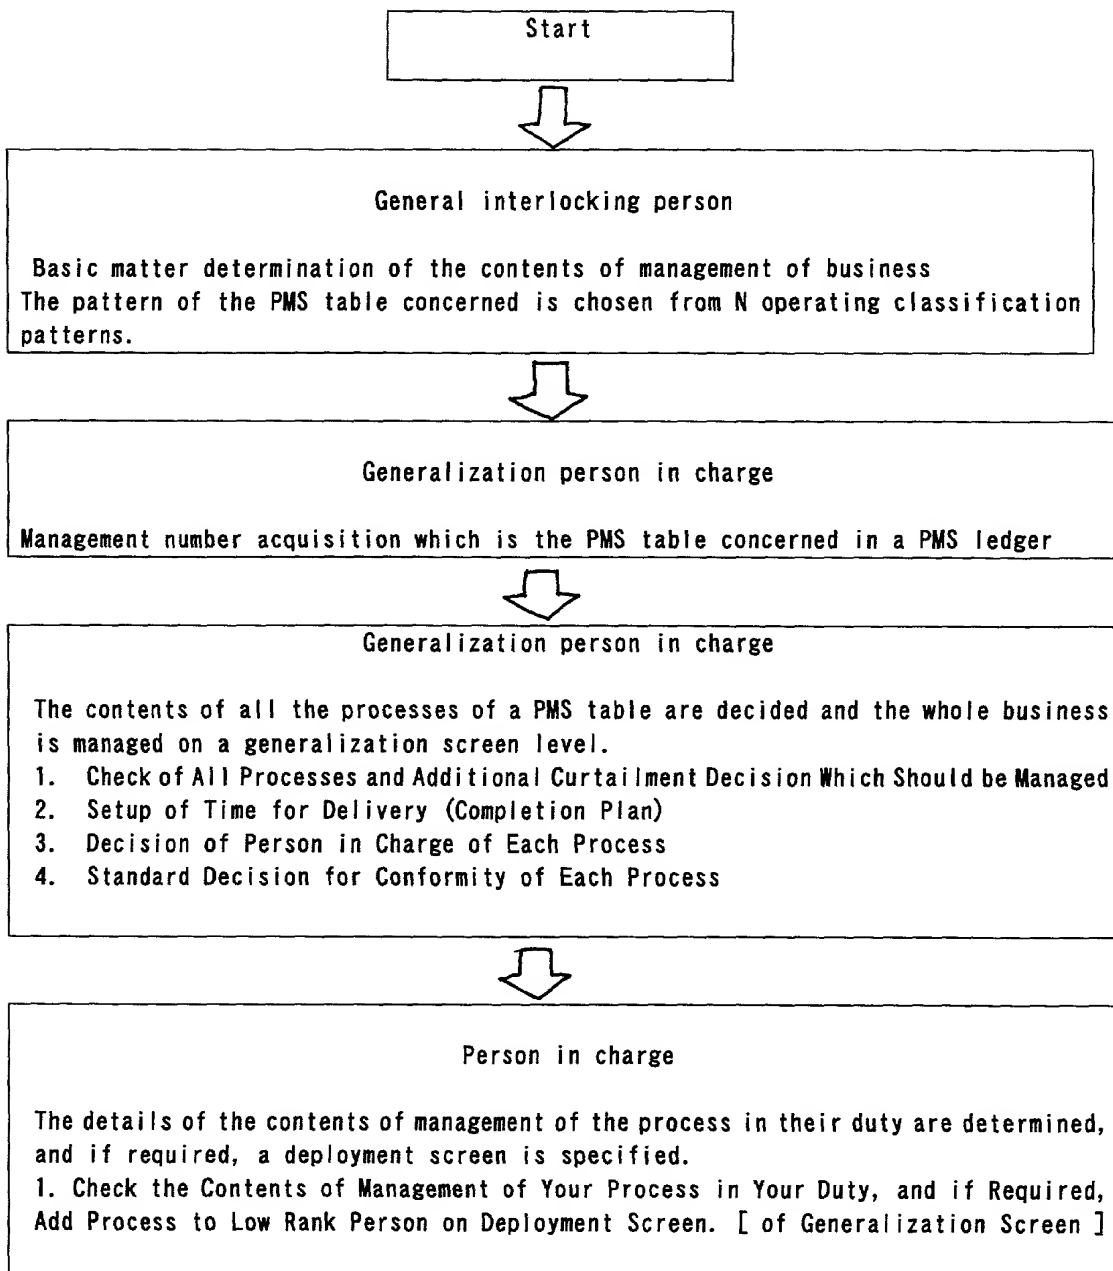 Start
General interlocking person
Basic matter determination of the contents of management of business
The pattern of the PMS table concerned is chosen from N operating classification
patterns.
Generalization person in charge
Management number acquisition which is the PMS table concerned in a PMS ledger
Generalization person in charge
The contents of all the processes of a PMS table are decided and the whole business
is managed on a generalization screen level.
1. Check of All Processes and Additional Curtailment Decision Which Should be Managed
2. Setup of Time for Delivery (Completion Plan)
3. Decision of Person in Charge of Each Process
4. Standard Decision for Conformity of Each Process
Person in charge
The details of the contents of management of the process in their duty are determined,
and if required, a deployment screen is specified.
1. Check the Contents of Management of Your Process in Your Duty, and if Required,
Add Process to Low Rank Person on Deployment Screen. [ of Generalization Screen ]